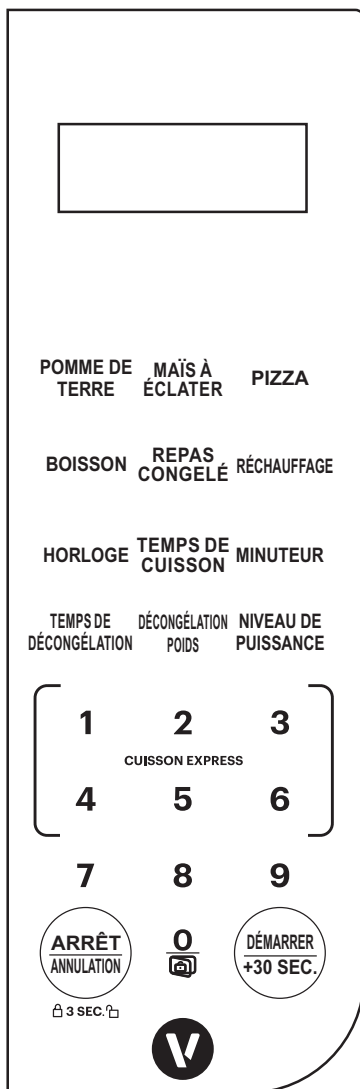 POMME DE TERRE
MAÏS À ÉCLATER
PIZZA
BOISSON
REPAS CONGELÉ
RÉCHAUFFAGE
HORLOGE
TEMPS DE CUISSON
MINUTEUR
TEMPS DE DÉCONGÉLATION
DÉCONGÉLATION POIDS
NIVEAU DE PUISSANCE
1 2 3
CUISSON EXPRESS
4 5 6
7 8 9
ARRÊT
ANNULATION
0
DÉMARRER
+30 SEC.
3 SEC.
V